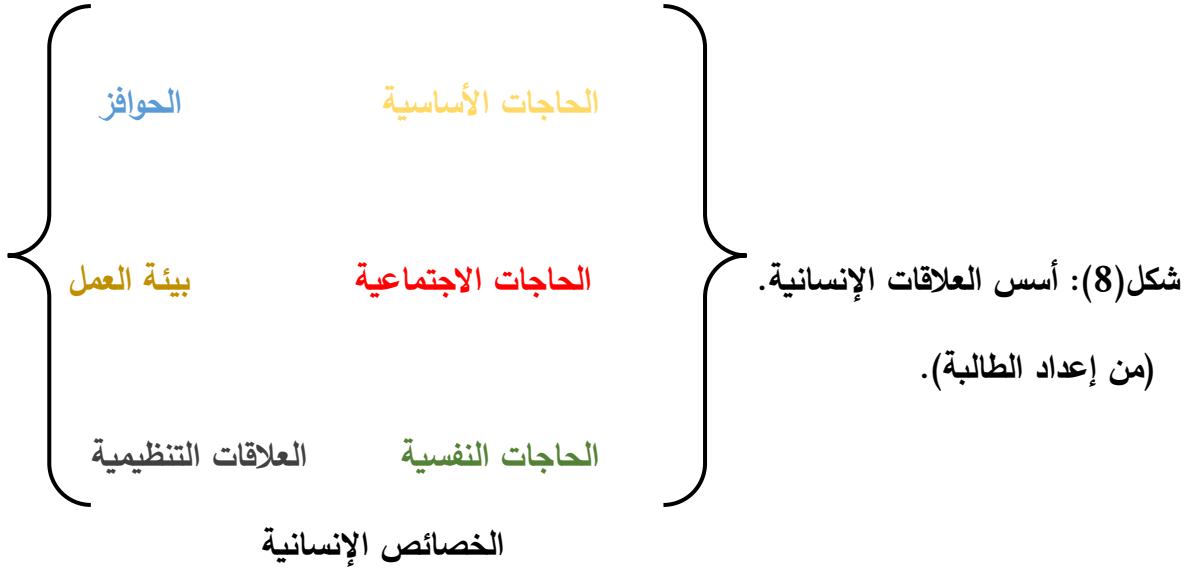 الحاجات الأساسية الحوافز
شكل(8): أسس العلاقات الإنسانية. الحاجات الاجتماعية بيئة العمل
(من إعداد الطالبة).
الحاجات النفسية العلاقات التنظيمية
الخصائص الإنسانية